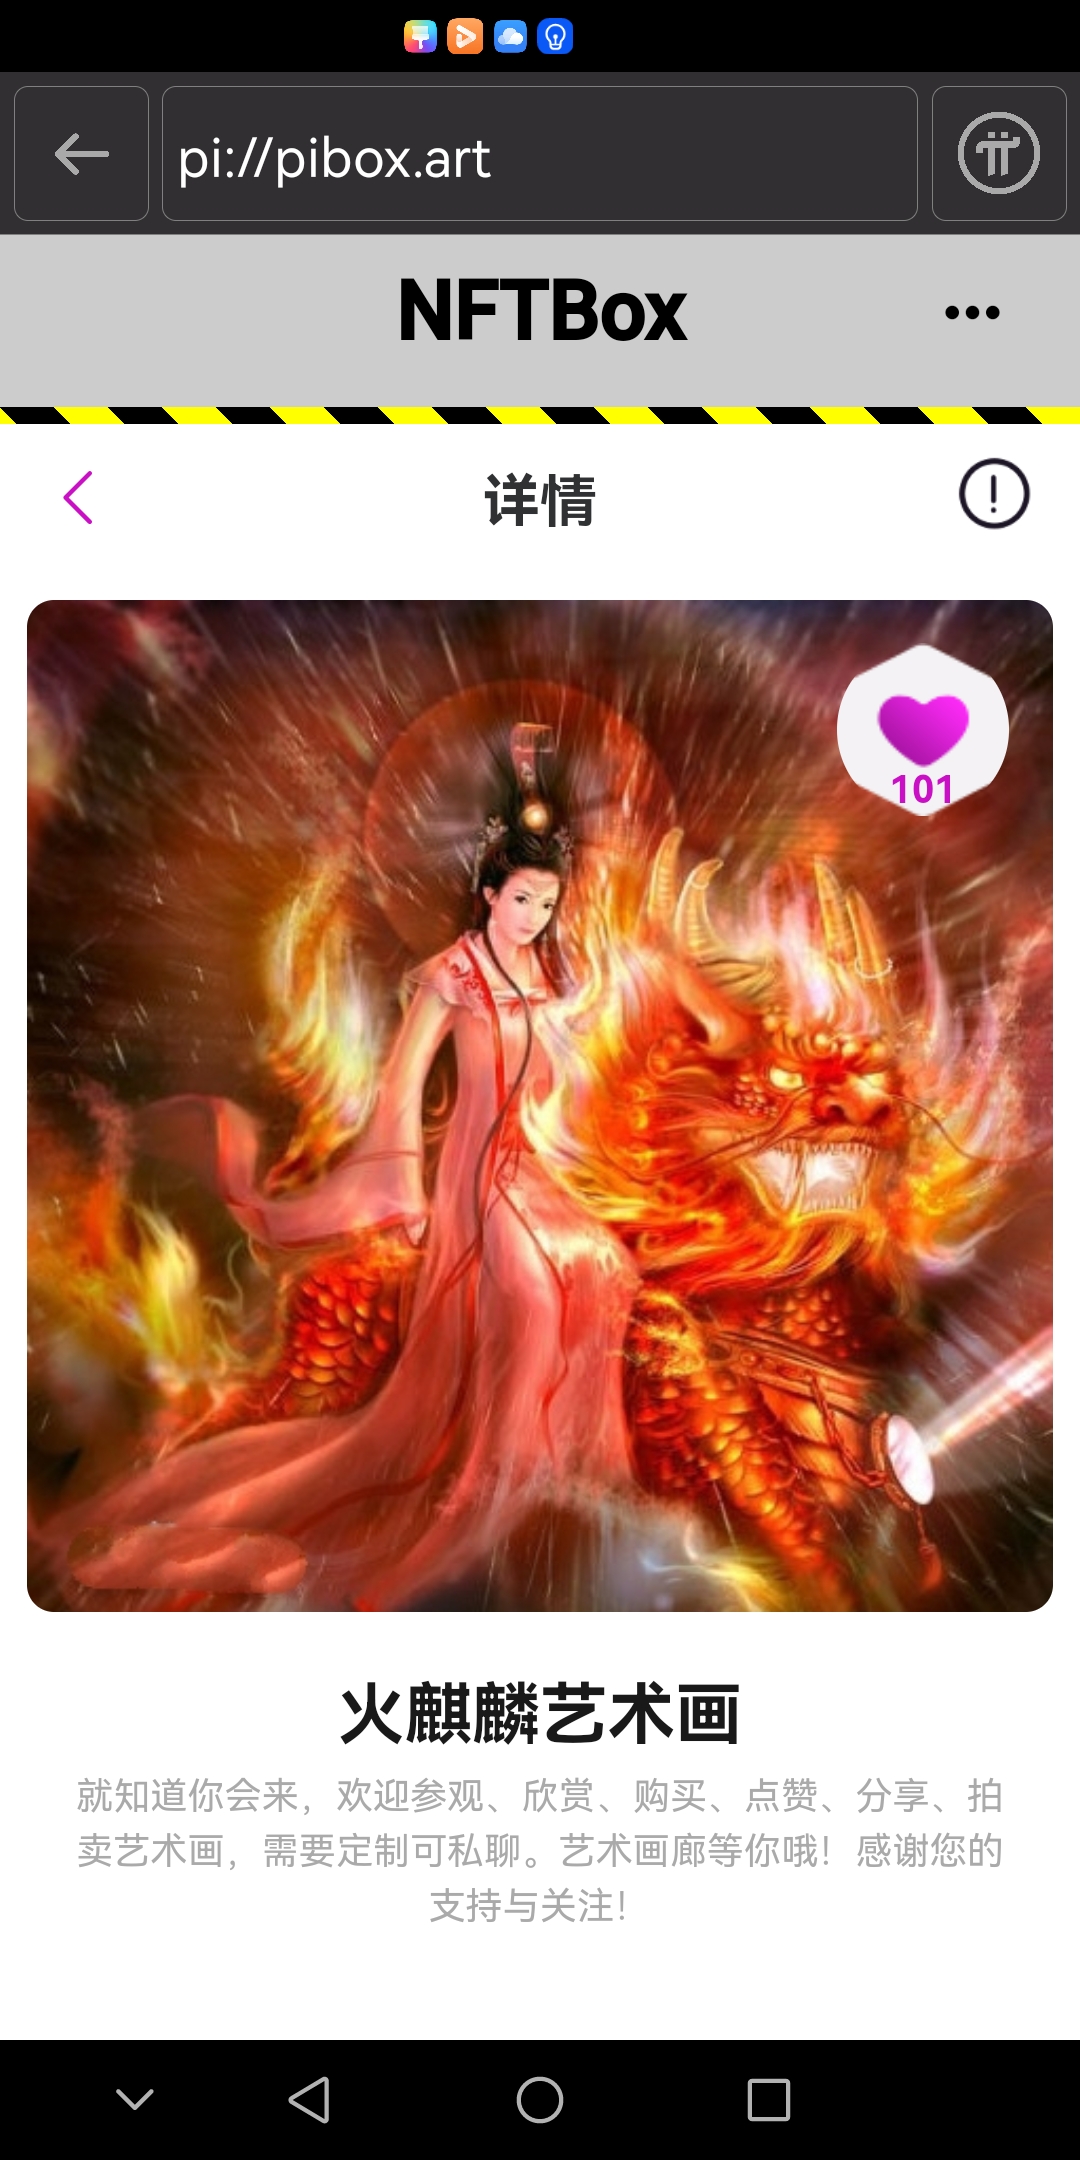 pi://pibox.art
NFTBox
详情
101
火麒麟艺术画
就知道你会来，欢迎参观、欣赏、购买、点赞、分享、拍
卖艺术画，需要定制可私聊。艺术画廊等你哦！感谢您的
支持与关注！